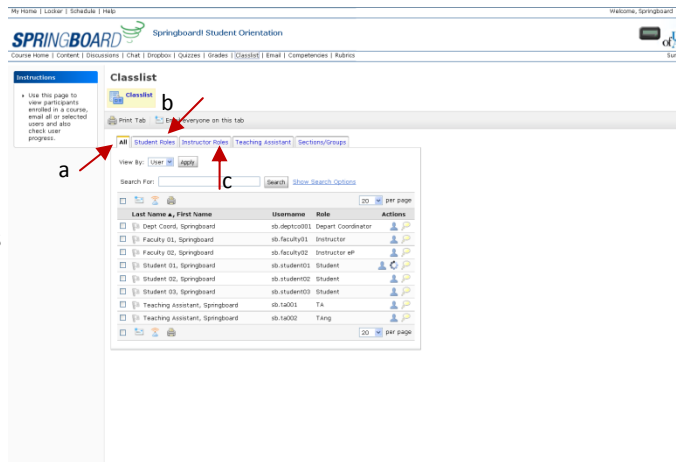 My Home | Locker | Schedule | Help
Welcome, Springboard
SPRINGBOARD
Springboard! Student Orientation
of
Course Home | Content | Discussions | Chat | Dropbox | Quizzes | Grades | Classlist | Email | Competencies | Rubrics
Instructions
Use this page to
view participants
enrolled in a course,
email all or selected
users and also
check user
progress.
Classlist
Classlist
b
Print Tab everyone on this tab
All Student Roles Instructor Roles Teaching Assistant Sections/Groups
a
View By: User Apply
c
Search For: Search Show Search Options
20 per page
Last Name ▲, First Name Username Role Actions
Dept Coord, Springboard sb.deptco001 Depart Coordinator
Faculty 01, Springboard sb.faculty01 Instructor
Faculty 02, Springboard sb.faculty02 Instructor eP
Student 01, Springboard sb.student01 Student
Student 02, Springboard sb.student02 Student
Student 03, Springboard sb.student03 Student
Teaching Assistant, Springboard sb.ta001 TA
Teaching Assistant, Springboard sb.ta002 TAng
20 per page